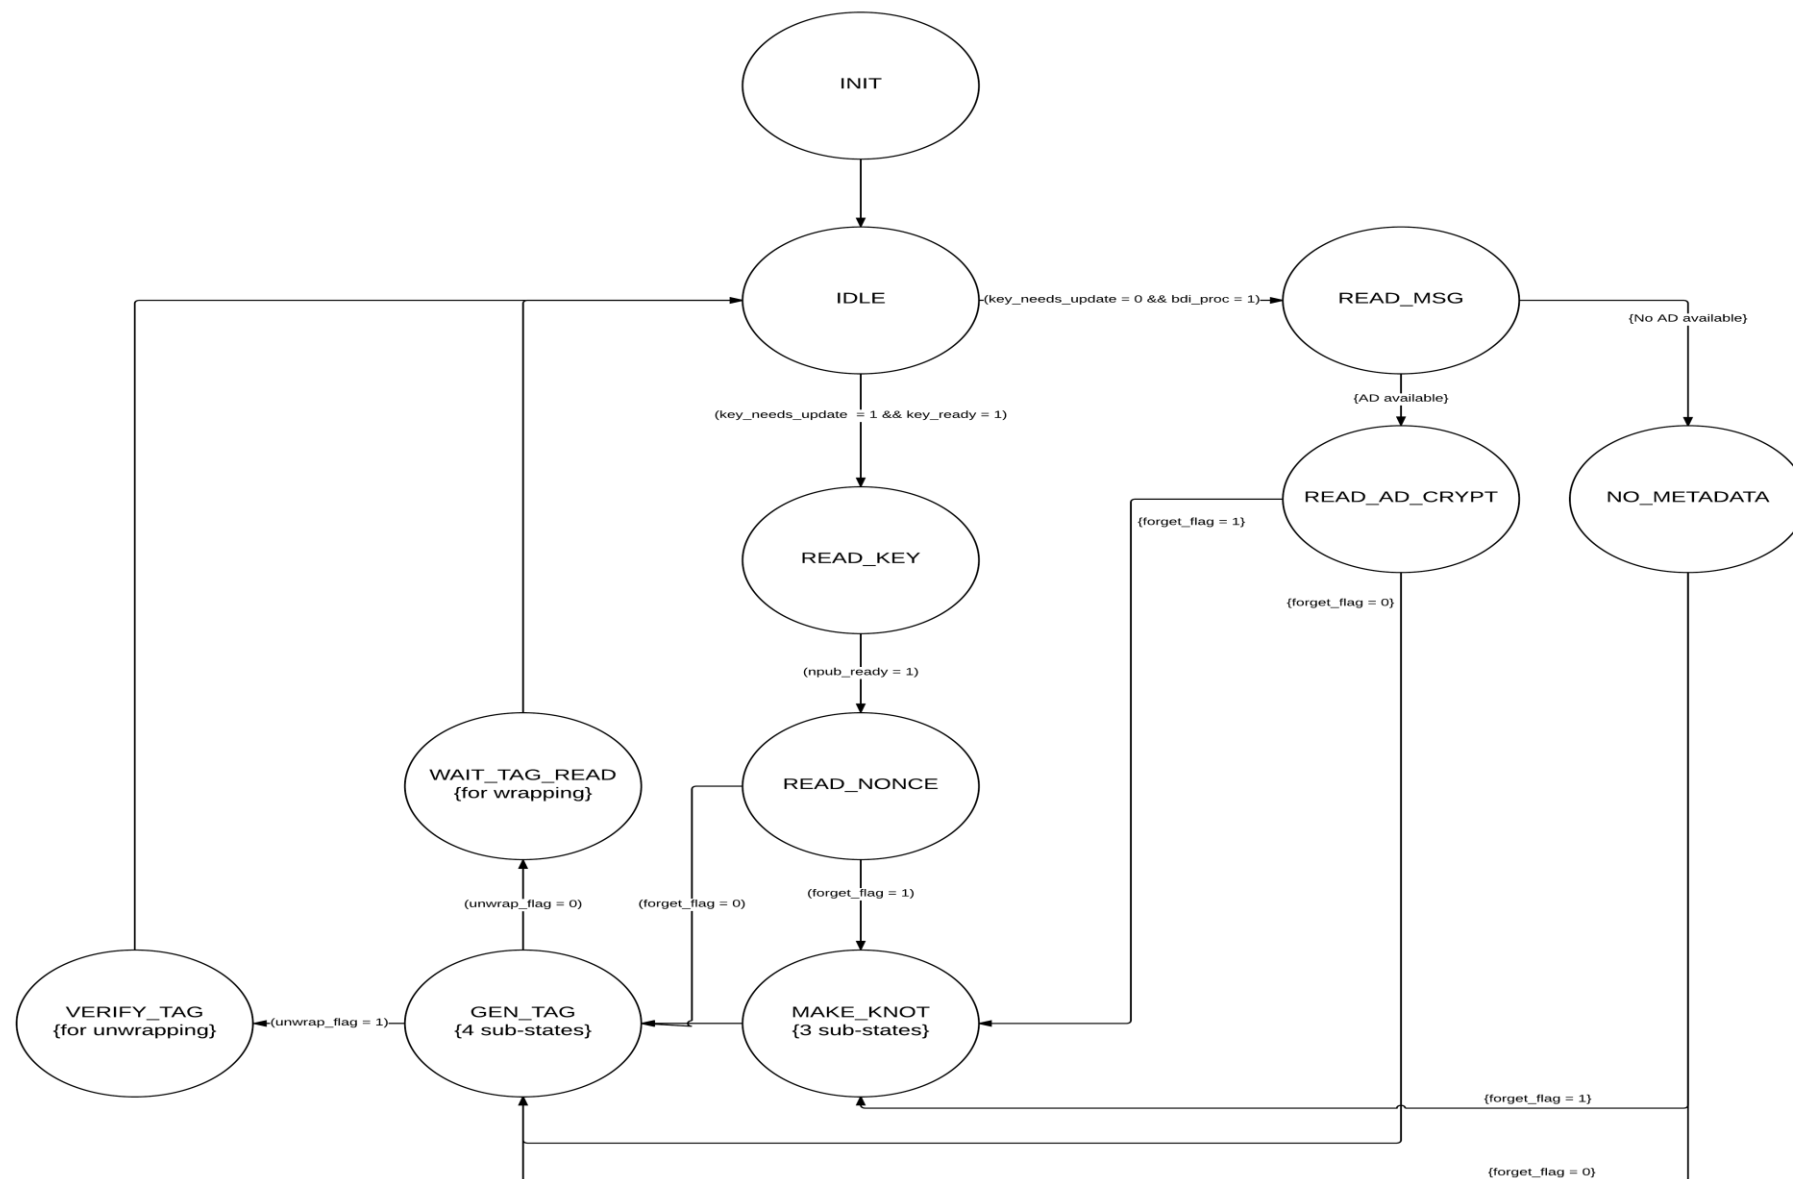 INIT
IDLE
(key_needs_update = 0 && bdi_proc = 1)
READ_MSG
{No AD available}
{AD available}
(key_needs_update  = 1 && key_ready = 1)
READ_AD_CRYPT
NO_METADATA
{forget_flag = 1}
READ_KEY
{forget_flag = 0}
(npub_ready = 1)
WAIT_TAG_READ
{for wrapping}
READ_NONCE
(forget_flag = 1)
(unwrap_flag = 0)
(forget_flag = 0)
VERIFY_TAG
{for unwrapping}
(unwrap_flag = 1)
GEN_TAG
{4 sub-states}
MAKE_KNOT
{3 sub-states}
{forget_flag = 1}
{forget_flag = 0}